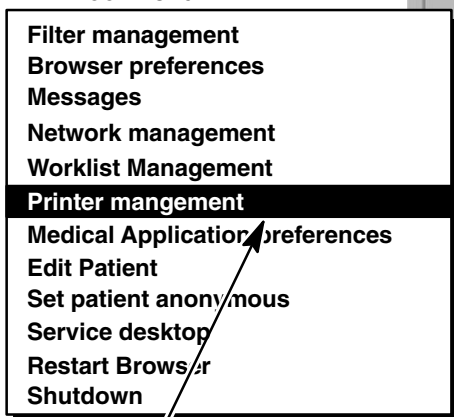 Filter management
Browser preferences
Messages
Network management
Worklist Management
Printer mangement
Medical Application preferences
Edit Patient
Set patient anonymous
Service desktop
Restart Browser
Shutdown